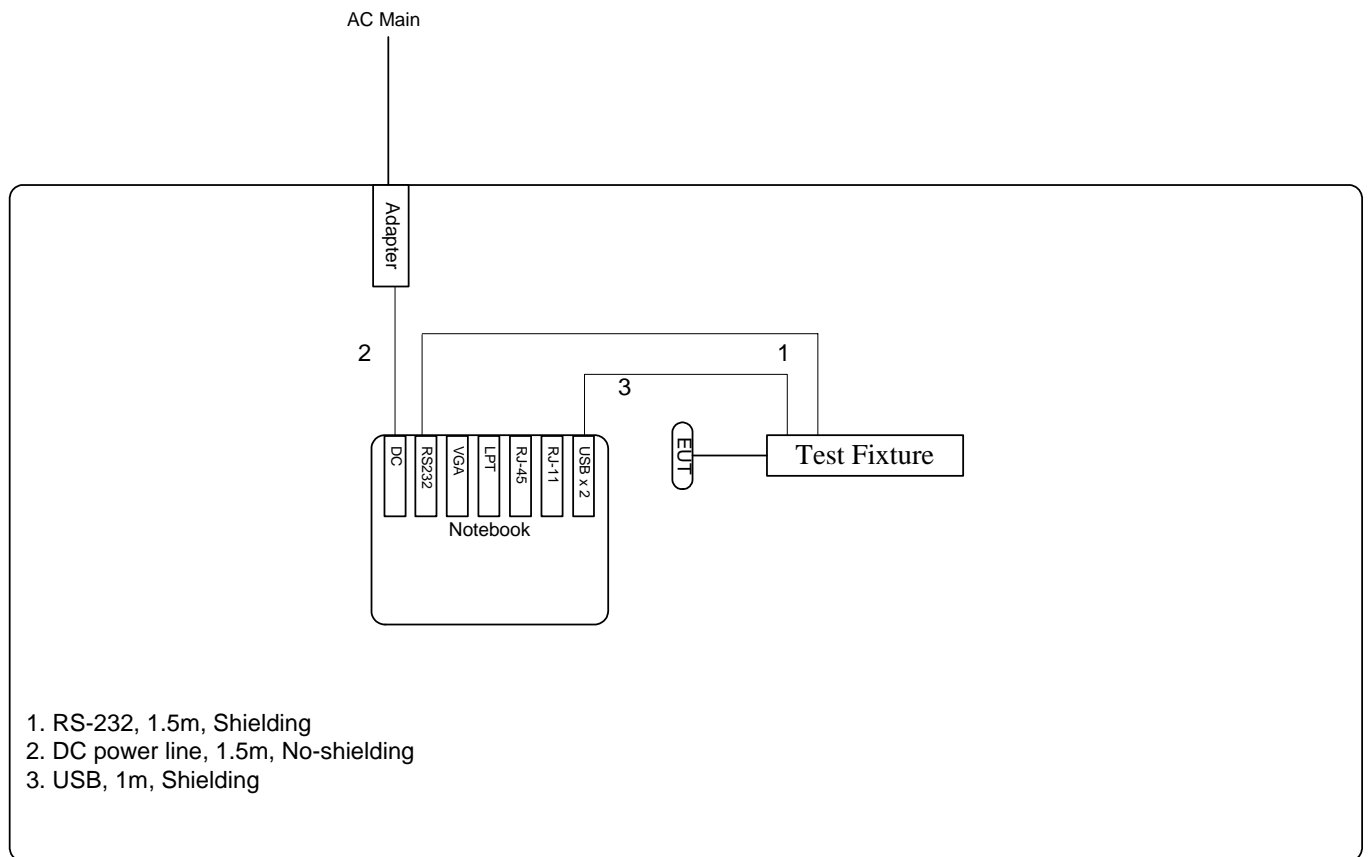 AC Main
Adapter
2
1
3
DC
RS232
VGA
LPT
RJ-45
RJ-11
USB x 2
EUT
Test Fixture
Notebook
1. RS-232, 1.5m, Shielding
2. DC power line, 1.5m, No-shielding
3. USB, 1m, Shielding